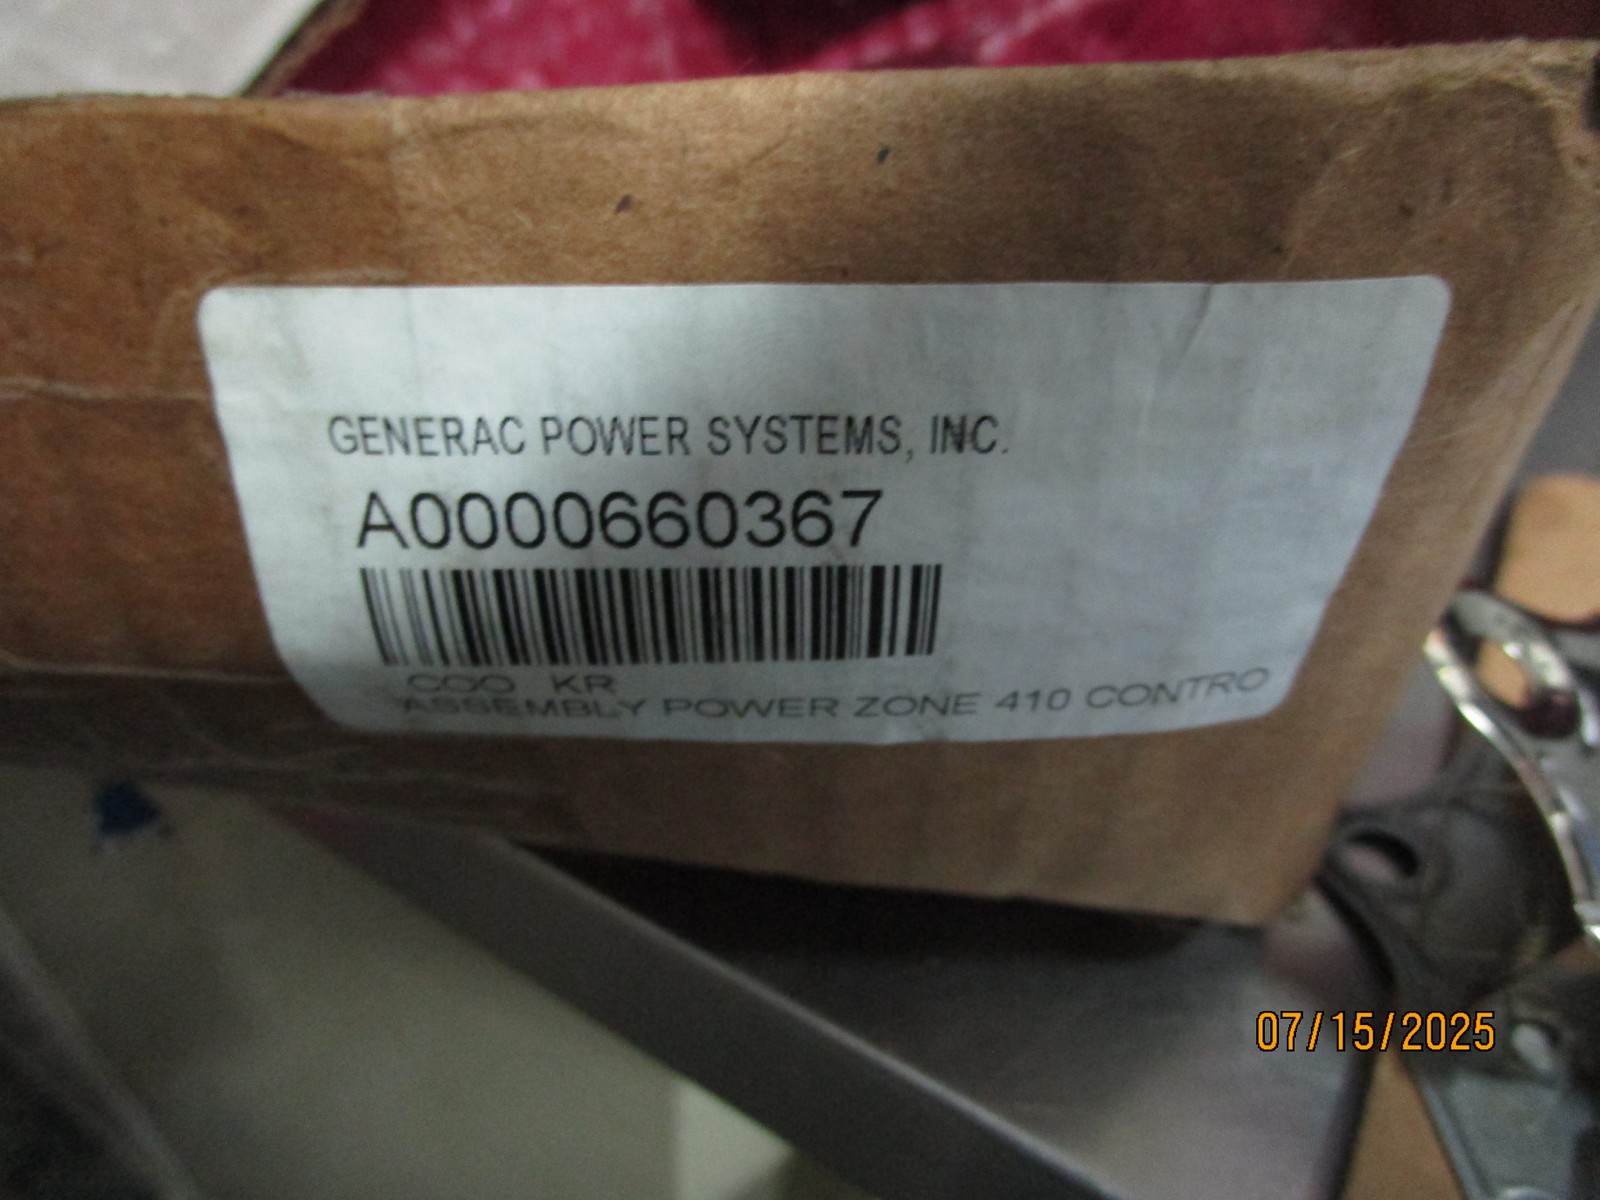 GENERAC POWER SYSTEMS, INC.
A0000660367
COO KR
ASSEMBLY POWER ZONE 410 CONTRO
07/15/2025